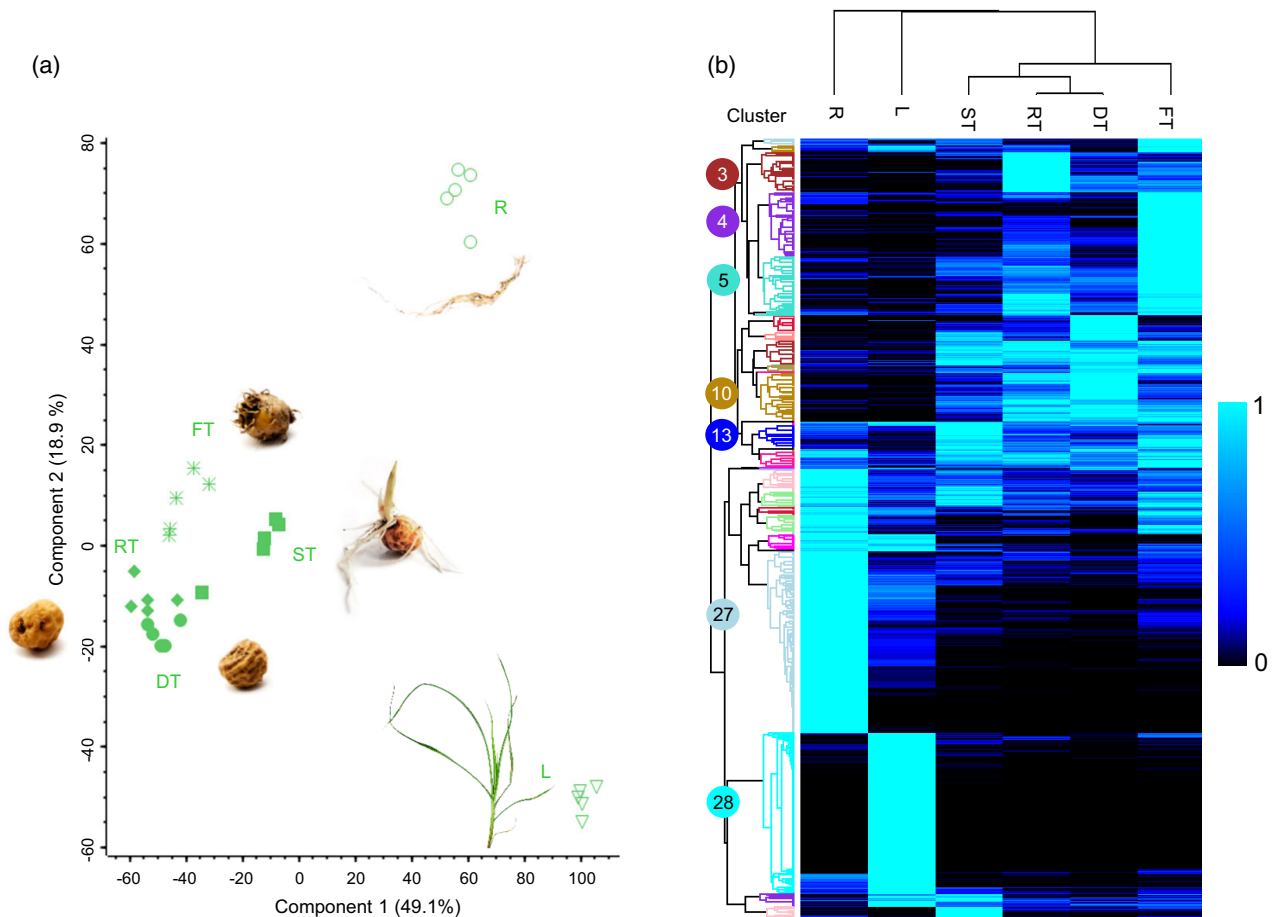 (a)
80
60
40
20
0
-20
-40
-60
Component 2 (18.9 %)
R
FT
RT
ST
DT
L
-60 -40 -20 0 20 40 60 80 100
Component 1 (49.1%)
(b)
Cluster R L ST RT DT FT
3
4
5
10
13
27
28
1
0